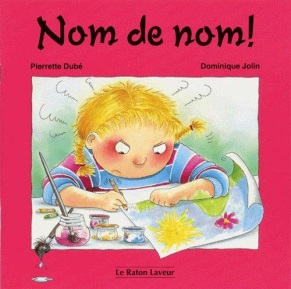 Nom de nom!
Pierrette Dubé
Dominique Jolin
Le Raton Laveur